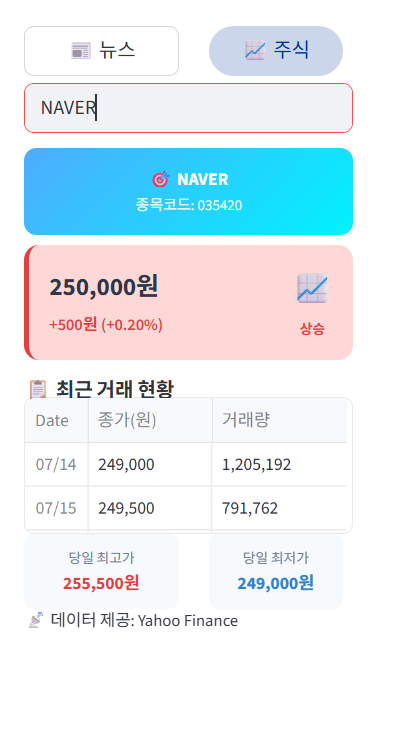 뉴스
주식
NAVER
NAVER
종목코드: 035420
250,000원
+500원 (+0.20%)
상승
최근 거래 현황
Date 종가(원) 거래량
07/14 249,000 1,205,192
07/15 249,500 791,762
당일 최고가
255,500원
당일 최저가
249,000원
데이터 제공: Yahoo Finance